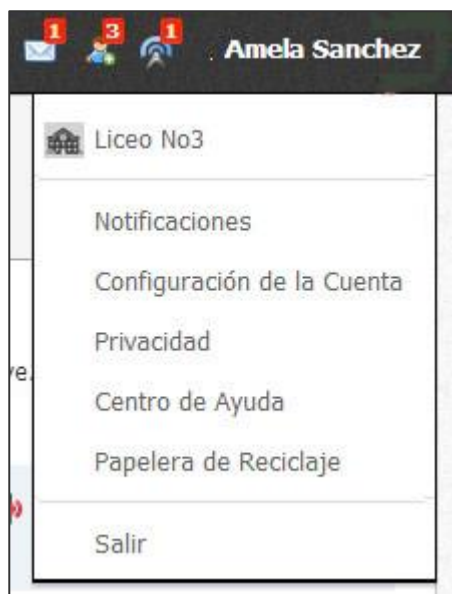 1 3 1 . Amela Sanchez
Liceo No3
Notificaciones
Configuración de la Cuenta
Privacidad
ve.
Centro de Ayuda
Papelera de Reciclaje
Salir